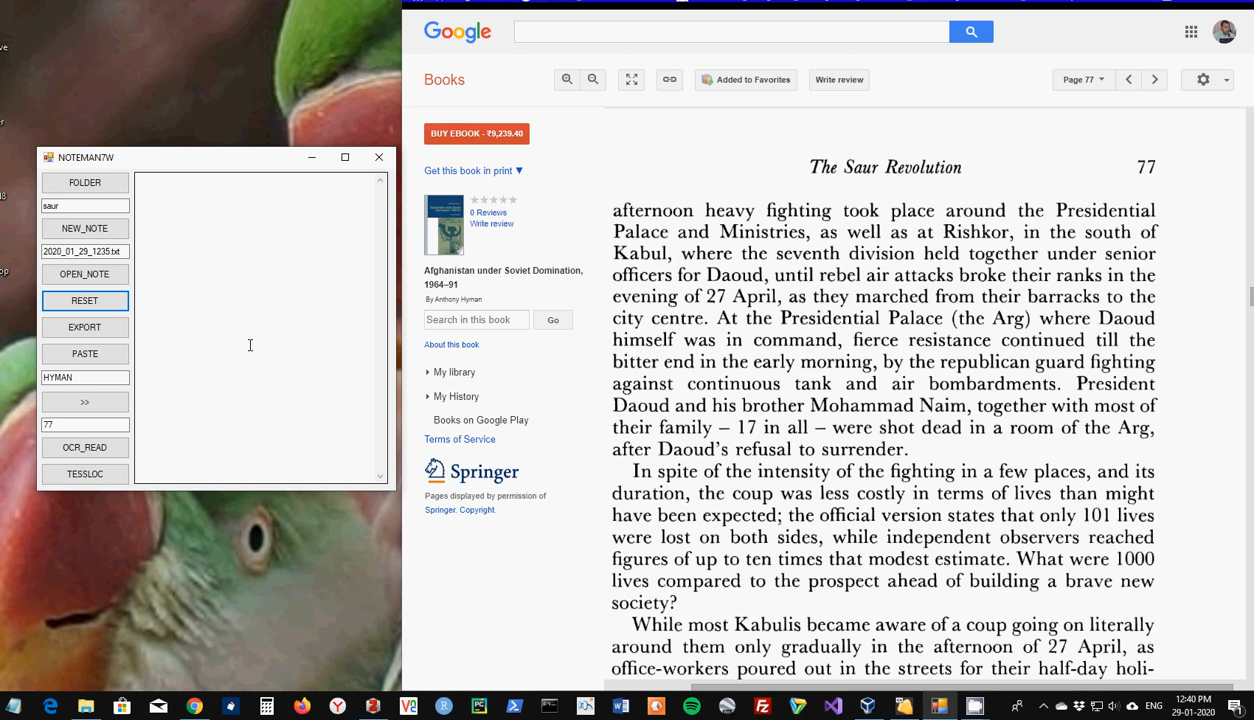 NOTEMAN7W
FOLDER
saur
NEW_NOTE
2020_01_29_1235.txt
OPEN_NOTE
RESET
EXPORT
PASTE
HYMAN
>>
77
OCR_READ
TESSLOC
Google
Books
Added to Favorites
Write review
Page 77
BUY EBOOK - ₹9,239.40
Get this book in print ▼
0 Reviews
Write review
Afghanistan under Soviet Domination,
1964–91
By Anthony Hyman
Search in this book
Go
About this book
My library
My History
Books on Google Play
Terms of Service
Springer
Pages displayed by permission of
Springer. Copyright.
The Saur Revolution 77
afternoon heavy fighting took place around the Presidential
Palace and Ministries, as well as at Rishkor, in the south of
Kabul, where the seventh division held together under senior
officers for Daoud, until rebel air attacks broke their ranks in the
evening of 27 April, as they marched from their barracks to the
city centre. At the Presidential Palace (the Arg) where Daoud
himself was in command, fierce resistance continued till the
bitter end in the early morning, by the republican guard fighting
against continuous tank and air bombardments. President
Daoud and his brother Mohammad Naim, together with most of
their family – 17 in all – were shot dead in a room of the Arg,
after Daoud's refusal to surrender.
In spite of the intensity of the fighting in a few places, and its
duration, the coup was less costly in terms of lives than might
have been expected; the official version states that only 101 lives
were lost on both sides, while independent observers reached
figures of up to ten times that modest estimate. What were 1000
lives compared to the prospect ahead of building a brave new
society?
While most Kabulis became aware of a coup going on literally
around them only gradually in the afternoon of 27 April, as
office-workers poured out in the streets for their half-day holi-
ENG
12:40 PM
29-01-2020